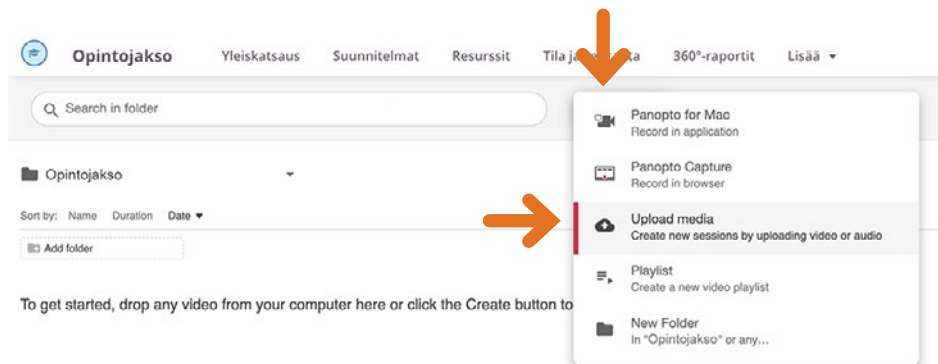 Opintojakso Yleiskatsaus Suunnitelmat Resurssit Tila ja 360°-raportit Lisää
Search in folder
Opintojakso
Sort by: Name Duration Date
Add folder
To get started, drop any video from your computer here or click the Create button to
Panopto for Mac
Record in application
Panopto Capture
Record in browser
Upload media
Create new sessions by uploading video or audio
Playlist
Create a new video playlist
New Folder
In "Opintojakso" or any...